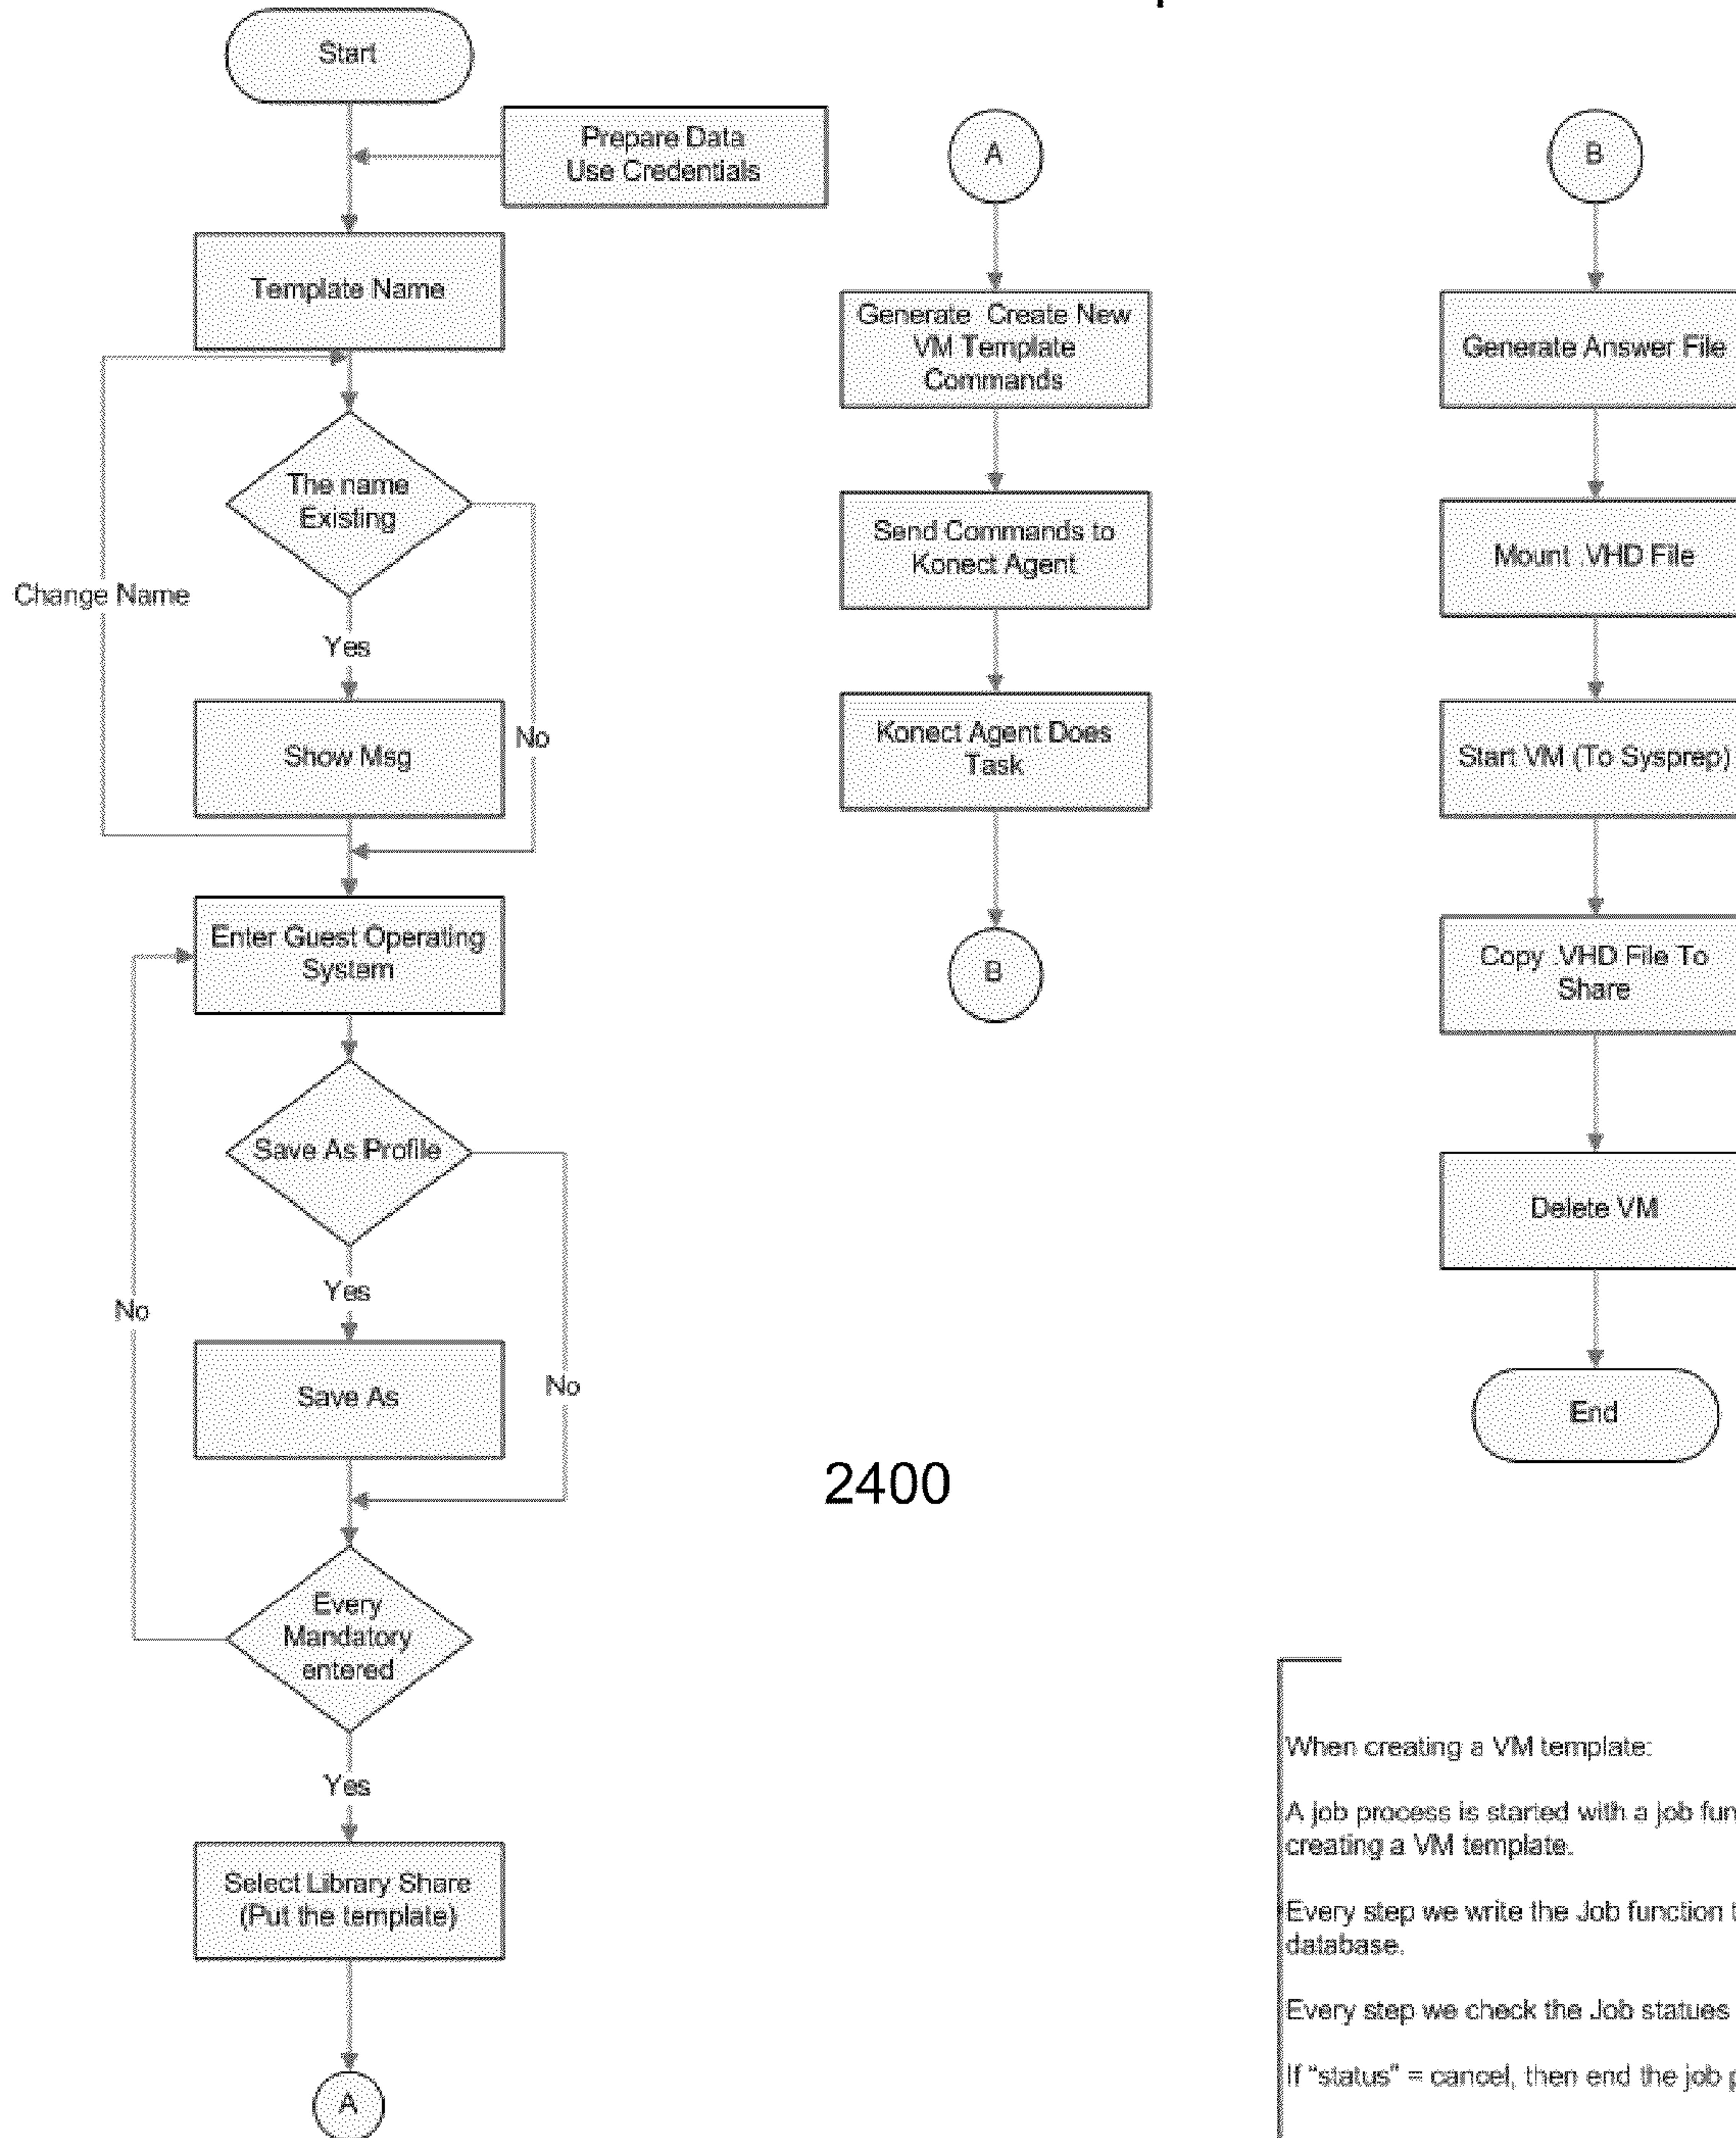 Start
Prepare Data
Use Credentials
Template Name
The name
Existing
Change Name
Yes
No
Show Msg
Enter Guest Operating
System
Save As Profile
Yes
No
No
Save As
Every
Mandatory
entered
Yes
Select Library Share
(Put the template)
A
A
Generate Create New
VM Template
Commands
Send Commands to
Konect Agent
Konect Agent Does
Task
B
2400
B
Generate Answer File
Mount .VHD File
Start VM (To Sysprep)
Copy .VHD File To
Share
Delete VM
End
When creating a VM template:
A job process is started with a job fun
creating a VM template.
Every step we write the Job function t
database.
Every step we check the Job statues
If "status" = cancel, then end the job p